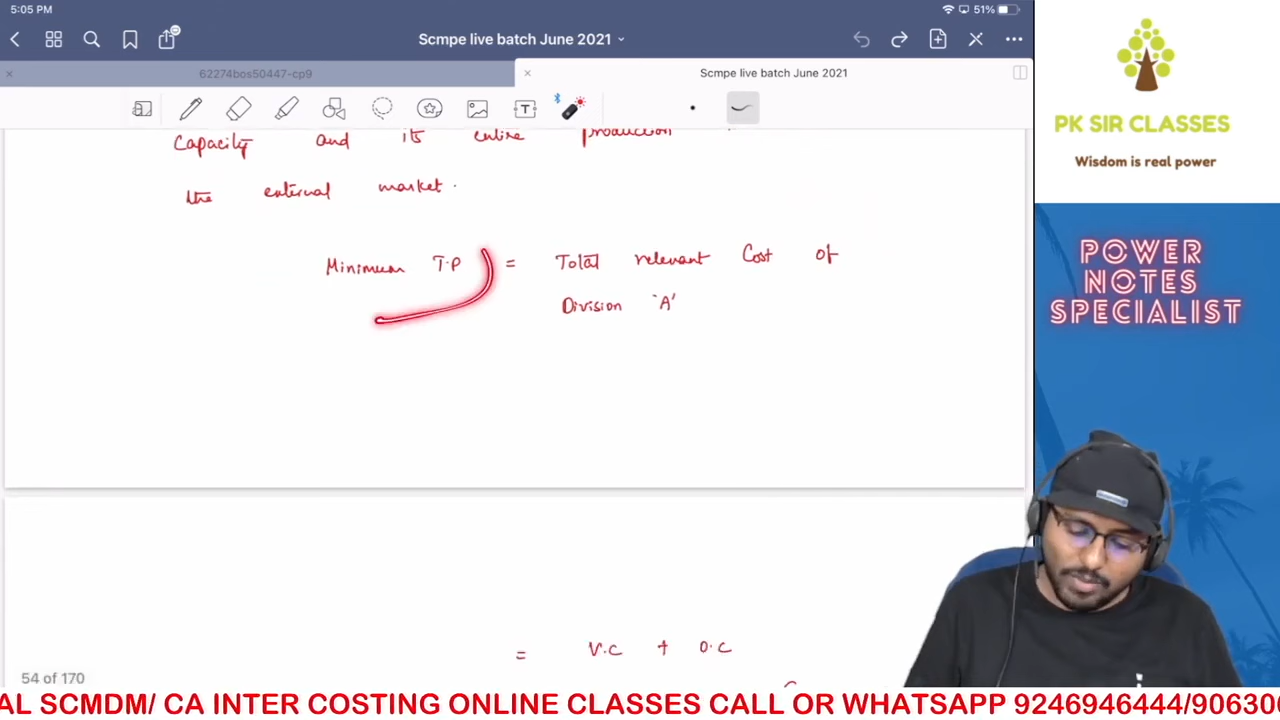 5:05 PM
51%
Scmpe live batch June 2021
62274bos50447-cp9
Scmpe live batch June 2021
PK SIR CLASSES
Wisdom is real power
POWER
NOTES
SPECIALIST
Capacity and its entire production
the external market.
Minimum T.P = Total relevant Cost of
Division 'A'
= V.C + O.C
54 of 170
AL SCMDM/ CA INTER COSTING ONLINE CLASSES CALL OR WHATSAPP 9246946444/90630